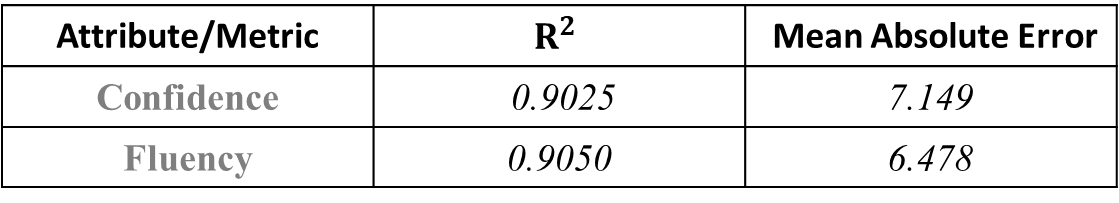 Attribute/Metric R² Mean Absolute Error
Confidence 0.9025 7.149
Fluency 0.9050 6.478